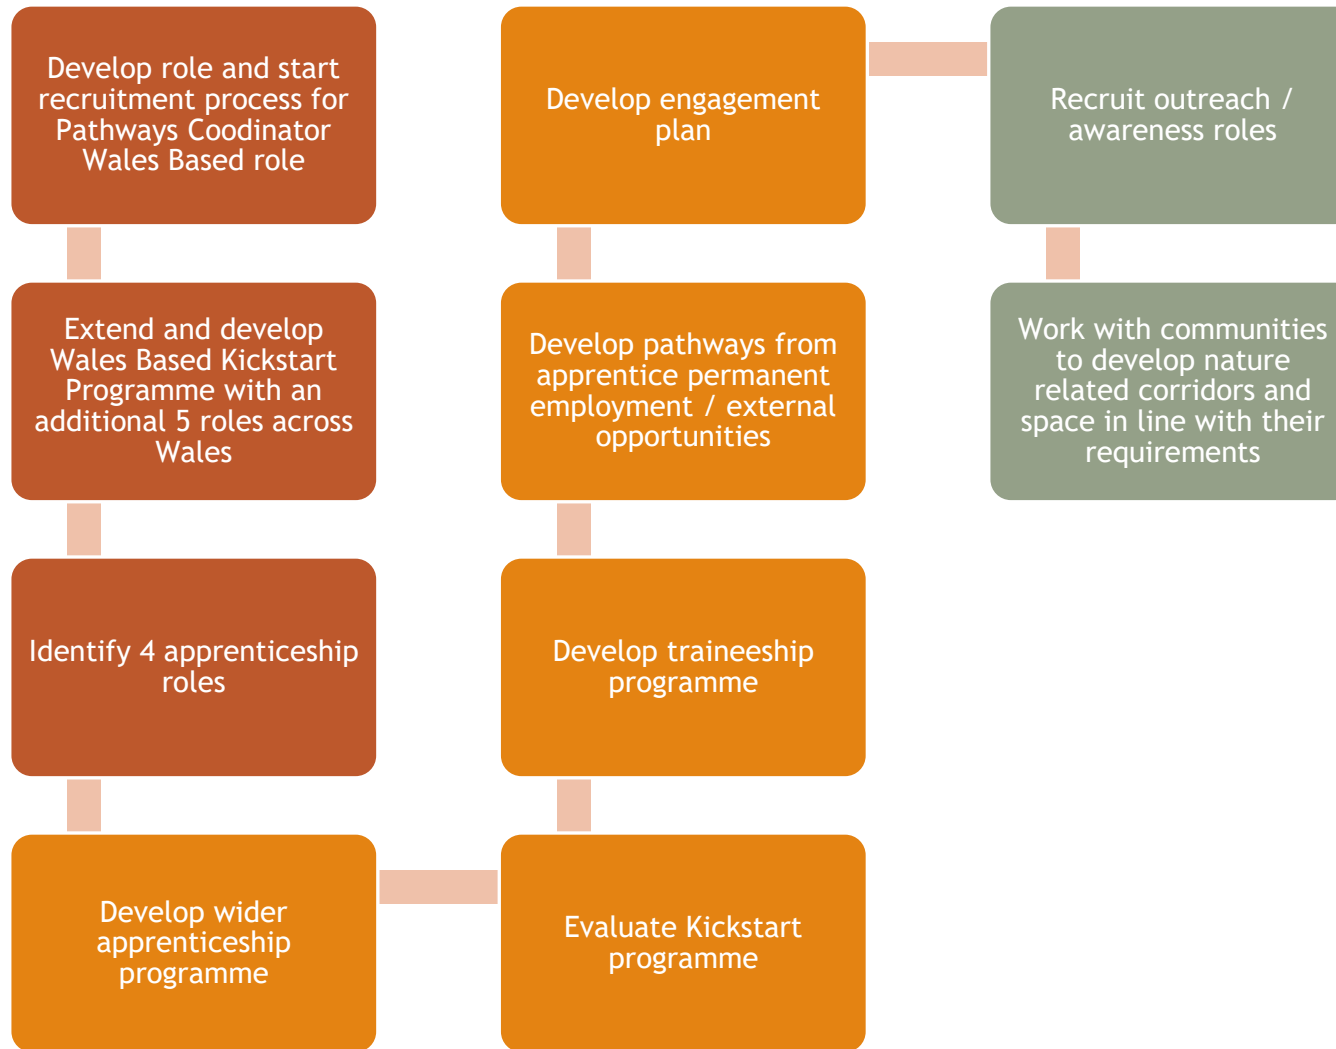 Develop role and start
recruitment process for
Pathways Coodinator
Wales Based role
Extend and develop
Wales Based Kickstart
Programme with an
additional 5 roles across
Wales
Identify 4 apprenticeship
roles
Develop wider
apprenticeship
programme
Evaluate Kickstart
programme
Develop traineeship
programme
Develop pathways from
apprentice permanent
employment / external
opportunities
Develop engagement
plan
Recruit outreach /
awareness roles
Work with communities
to develop nature
related corridors and
space in line with their
requirements